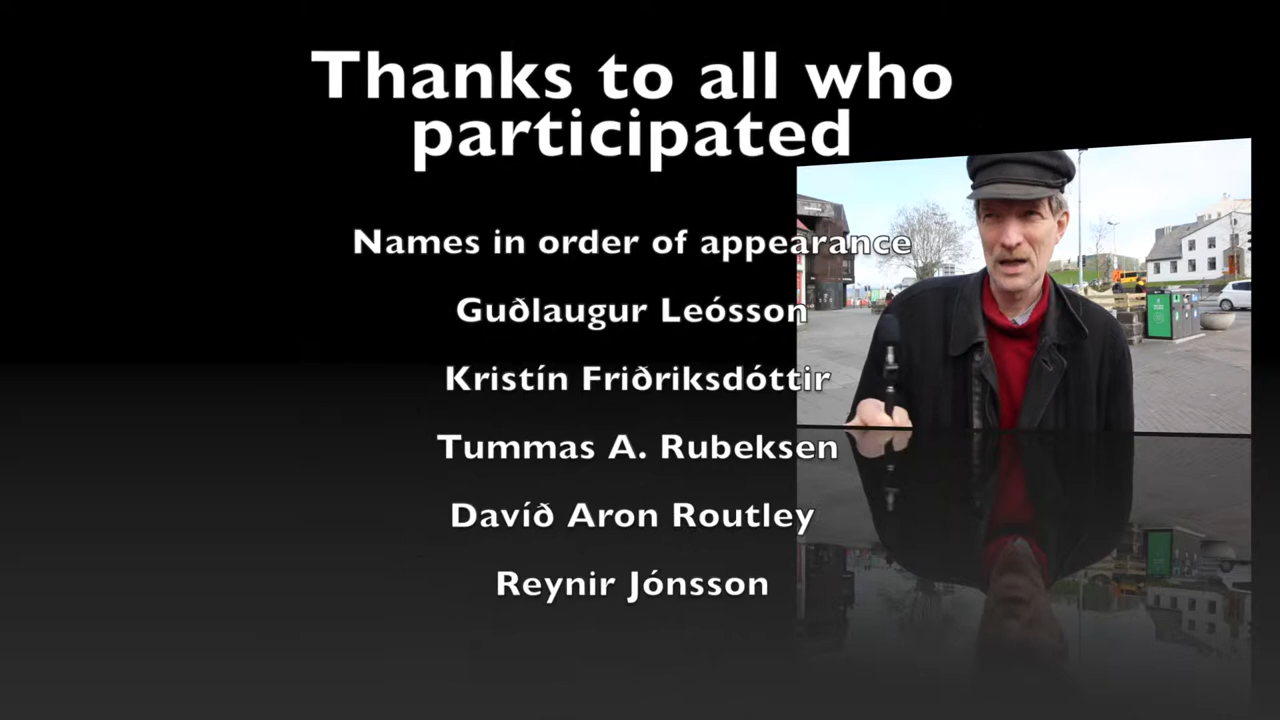 Thanks to all who
participated
Names in order of appearance
Guðlaugur Leósson
Kristín Friðriksdóttir
Tummas A. Rubeksen
Davíð Aron Routley
Reynir Jónsson